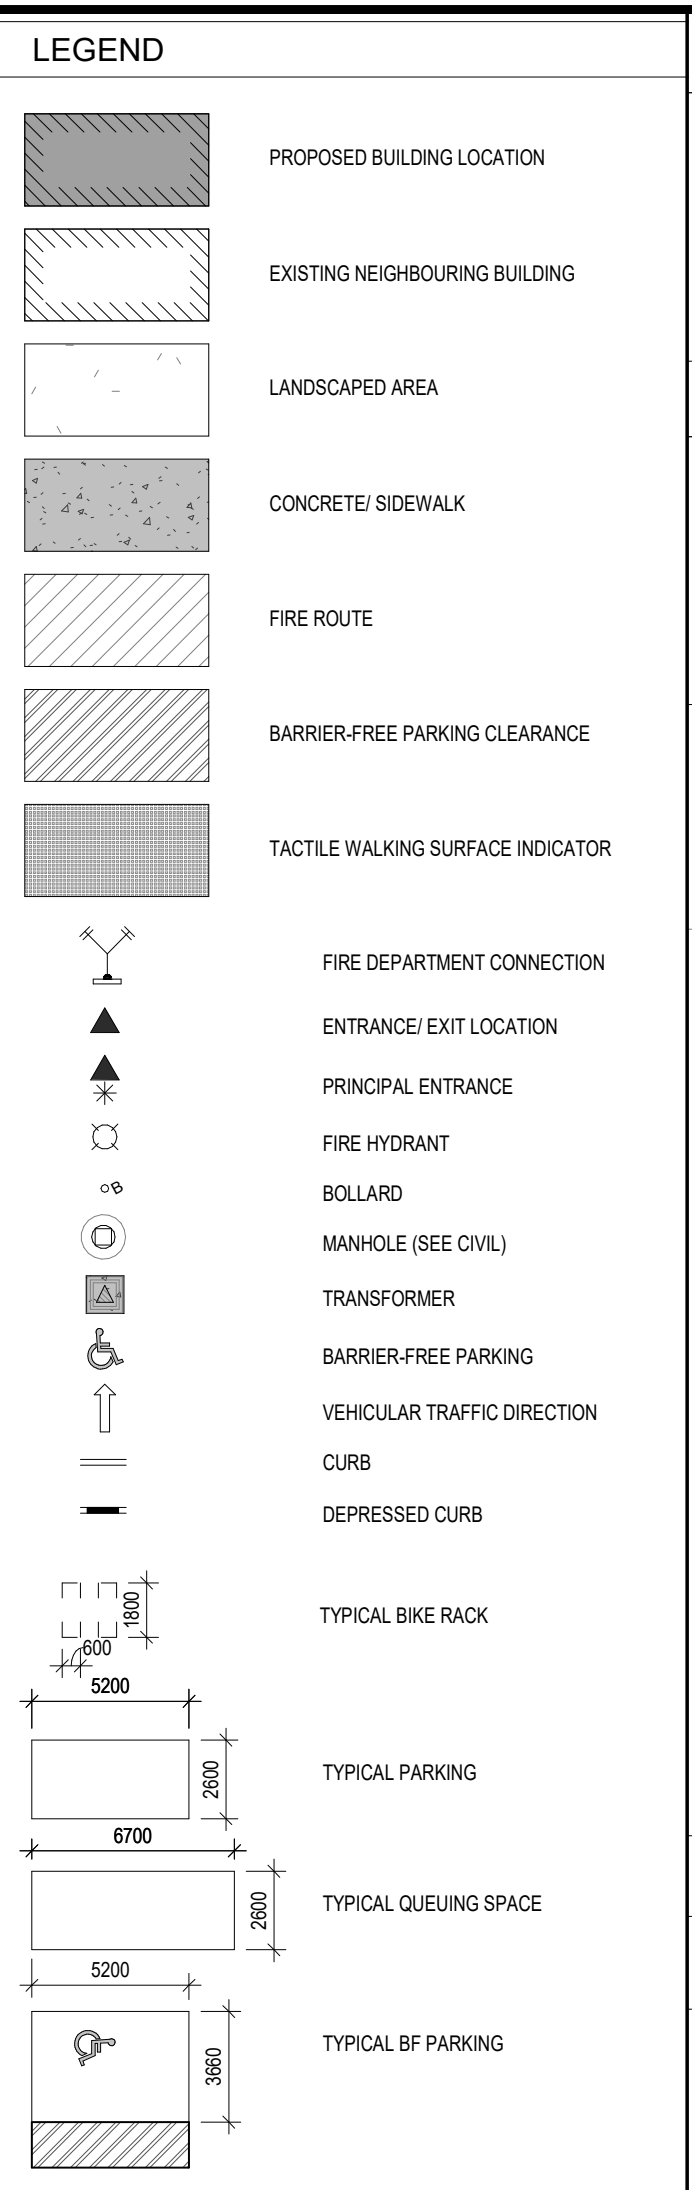 LEGEND
PROPOSED BUILDING LOCATION
EXISTING NEIGHBOURING BUILDING
LANDSCAPED AREA
CONCRETE/ SIDEWALK
FIRE ROUTE
BARRIER-FREE PARKING CLEARANCE
TACTILE WALKING SURFACE INDICATOR
FIRE DEPARTMENT CONNECTION
ENTRANCE/ EXIT LOCATION
PRINCIPAL ENTRANCE
FIRE HYDRANT
B
BOLLARD
MANHOLE (SEE CIVIL)
TRANSFORMER
BARRIER-FREE PARKING
VEHICULAR TRAFFIC DIRECTION
CURB
DEPRESSED CURB
1800
TYPICAL BIKE RACK
600
5200
2600
TYPICAL PARKING
6700
2600
TYPICAL QUEUING SPACE
5200
3660
TYPICAL BF PARKING